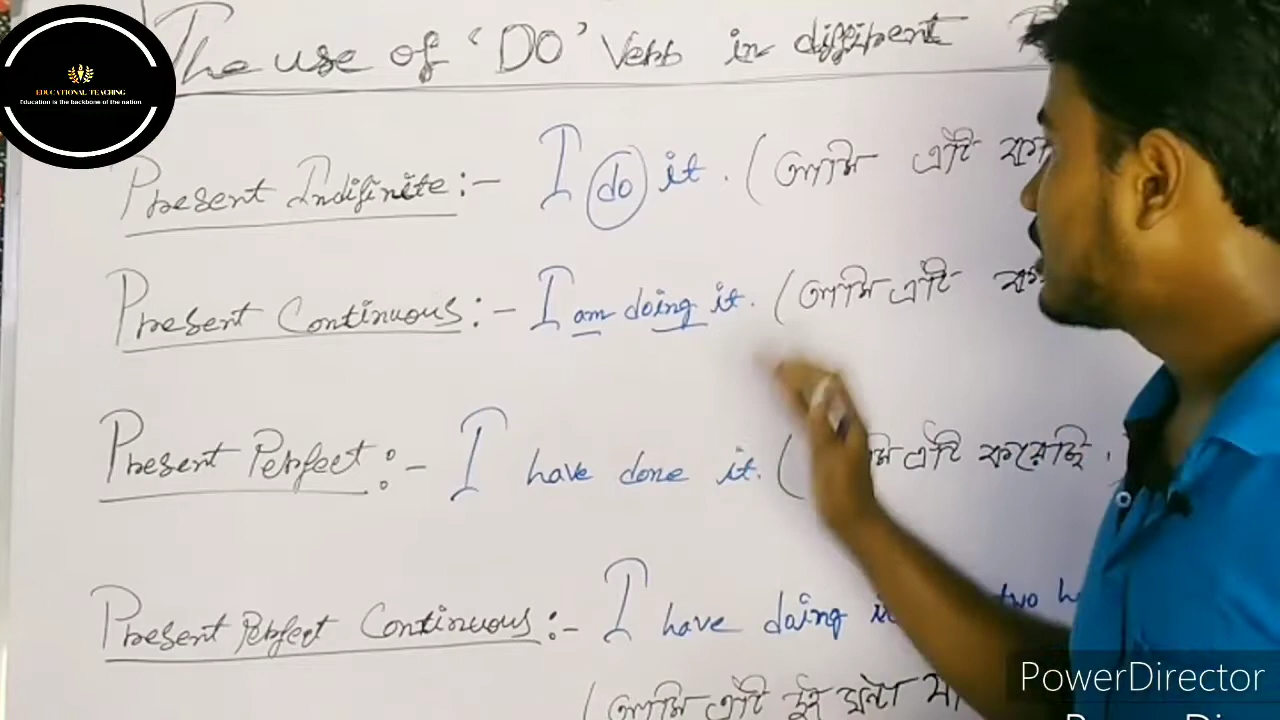 EDUCATIONAL TEACHING
Education is the backbone of the nation
The use of 'DO' Verb in different
Present Indifinite :- I do it. (আমি এটি
Present Continuous :- I am doing it. (আমি এটি
Present Perfect :- I have done it. ( এটি করেছি।
Present Perfect Continuous :- I have doing it two
(আমি এটি দুই ঘন্টা
PowerDirector